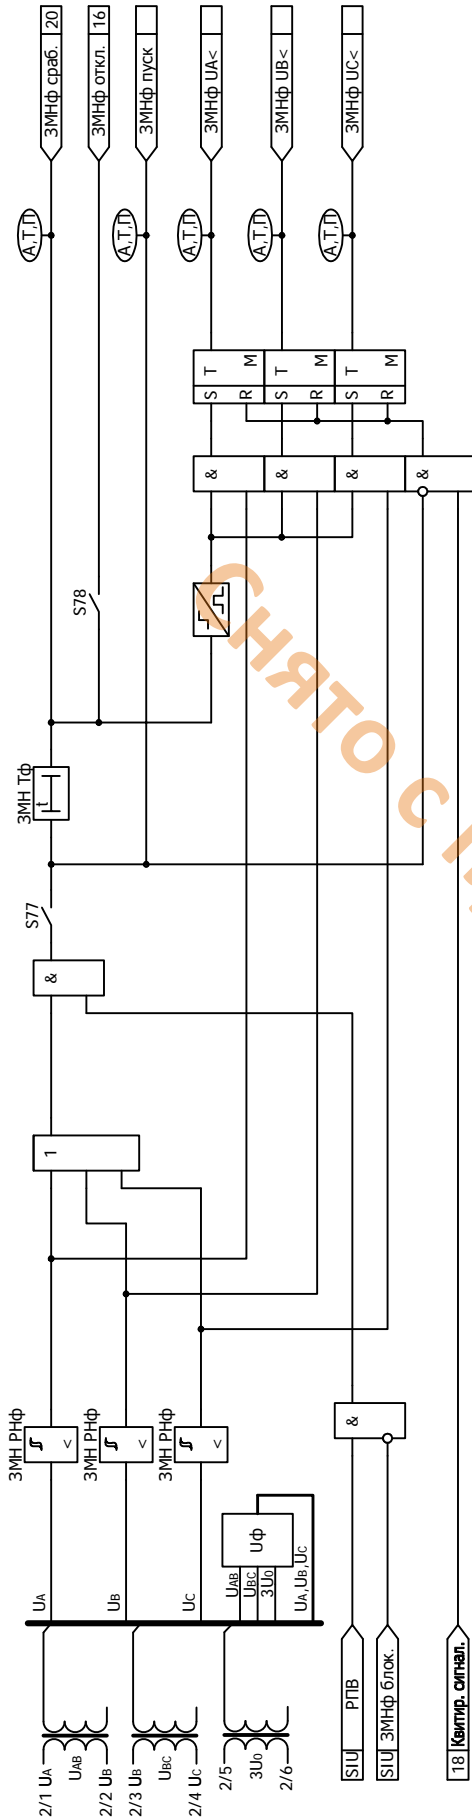 ЗМНф сраб. 20
ЗМНф откл. 16
ЗМНф пуск
ЗМНф UA<
ЗМНф UB<
ЗМНф UC<
А,Т,П
А,Т,П
А,Т,П
А,Т,П
А,Т,П
S T
R M
S T
R M
S T
R M
&
&
&
&
S78
ЗМН Тф
t
S77
&
1
ЗМН РНф
<
ЗМН РНф
<
ЗМН РНф
<
&
UA
UB
UC
Uф
UAB
UBC
3U0
UA,UB,UC
2/1 UA
UAB
2/2 UB
2/3 UB
UBC
2/4 UC
2/5
3U0
2/6
SIU РПВ
SIU ЗМНф блок.
18 Квитир. сигнал.
Снято с п